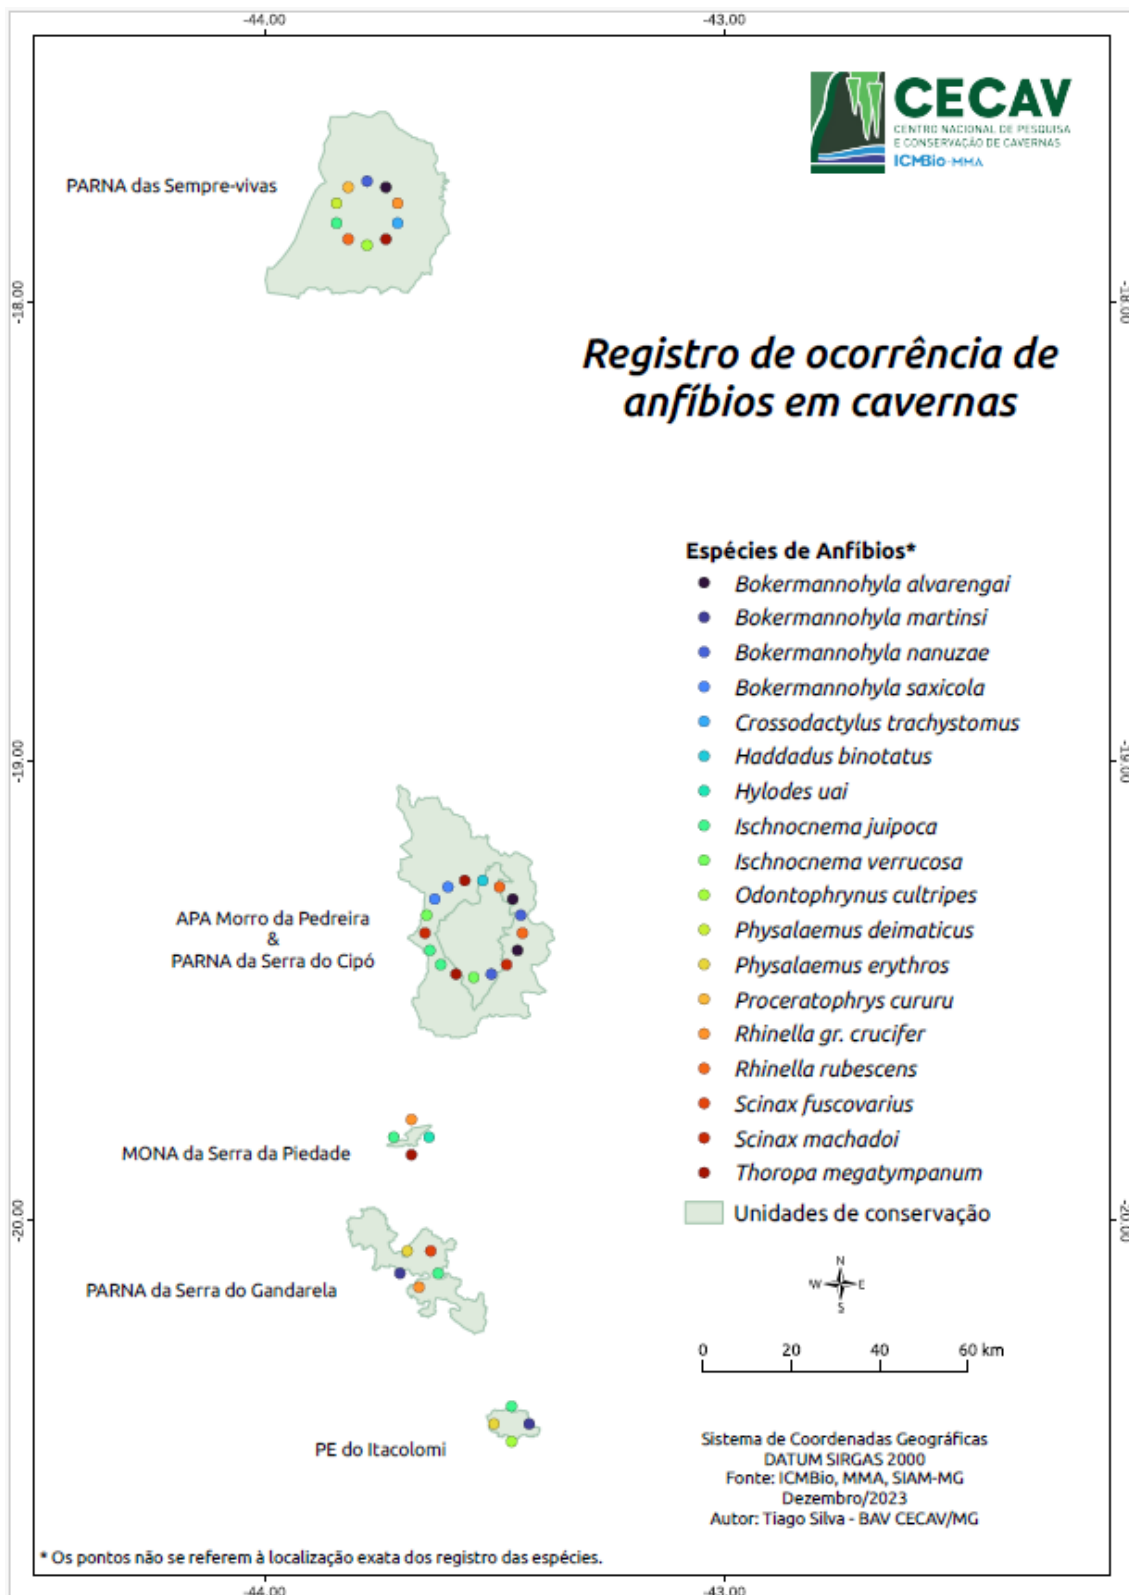 -44.00
-43.00
CECAV
CENTRO NACIONAL DE PESQUISA
E CONSERVAÇÃO DE CAVERNAS
ICMBio-MMA
PARNA das Sempre-vivas
-18.00
-18.00
Registro de ocorrência de
anfíbios em cavernas
Espécies de Anfíbios*
Bokermannohyla alvarengai
Bokermannohyla martinsi
Bokermannohyla nanuzae
Bokermannohyla saxicola
Crossodactylus trachystomus
Haddadus binotatus
Hylodes uai
Ischnocnema juipoca
Ischnocnema verrucosa
Odontophrynus cultripes
Physalaemus deimaticus
Physalaemus erythros
Proceratophrys cururu
Rhinella gr. crucifer
Rhinella rubescens
Scinax fuscovarius
Scinax machadoi
Thoropa megatympanum
Unidades de conservação
-19.00
-19.00
APA Morro da Pedreira
&
PARNA da Serra do Cipó
MONA da Serra da Piedade
-20.00
-20.00
PARNA da Serra do Gandarela
N
W E
S
0 20 40 60 km
PE do Itacolomi
Sistema de Coordenadas Geográficas
DATUM SIRGAS 2000
Fonte: ICMBio, MMA, SIAM-MG
Dezembro/2023
Autor: Tiago Silva - BAV CECAV/MG
* Os pontos não se referem à localização exata dos registro das espécies.
-44.00
-43.00